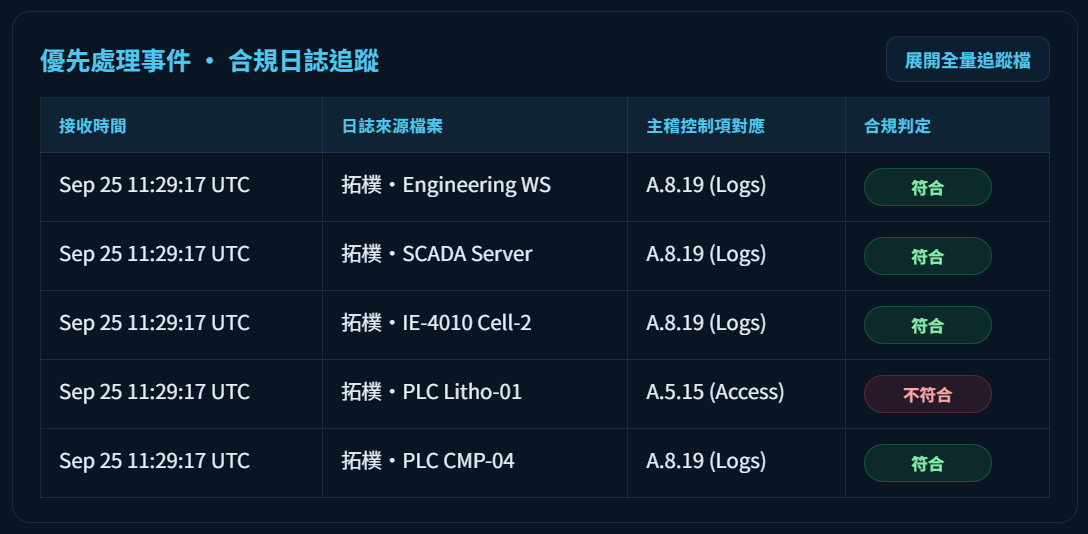 優先處理事件 · 合規日誌追蹤
展開全量追蹤檔
接收時間 日誌來源檔案 主稽控制項對應 合規判定
Sep 25 11:29:17 UTC 拓樸·Engineering WS A.8.19 (Logs) 符合
Sep 25 11:29:17 UTC 拓樸·SCADA Server A.8.19 (Logs) 符合
Sep 25 11:29:17 UTC 拓樸·IE-4010 Cell-2 A.8.19 (Logs) 符合
Sep 25 11:29:17 UTC 拓樸·PLC Litho-01 A.5.15 (Access) 不符合
Sep 25 11:29:17 UTC 拓樸·PLC CMP-04 A.8.19 (Logs) 符合